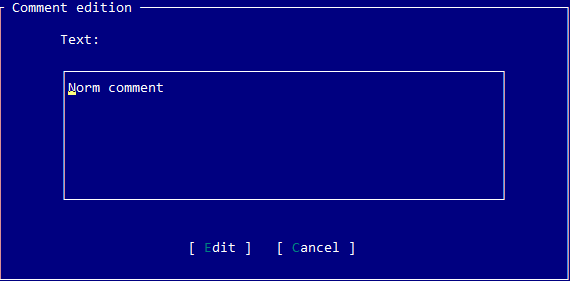 Comment edition
Text:
Norm comment
[ Edit ] [ Cancel ]